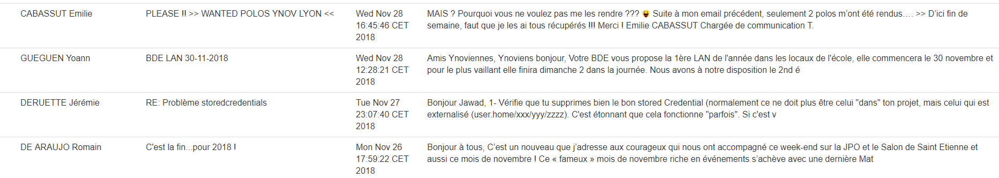 CABASSUT Emilie
PLEASE !! >> WANTED POLOS YNOV LYON <<
Wed Nov 28
16:45:46 CET
2018
MAIS ? Pourquoi vous ne voulez pas me les rendre ??? 😛 Suite à mon email précédent, seulement 2 polos m’ont été rendus…. >> D’ici fin de
semaine, faut que je les ai tous récupérés !!! Merci ! Emilie CABASSUT Chargée de communication T.
GUEGUEN Yoann
BDE LAN 30-11-2018
Wed Nov 28
12:28:21 CET
2018
Amis Ynoviennes, Ynoviens bonjour, Votre BDE vous propose la 1ère LAN de l'année dans les locaux de l'école, elle commencera le 30 novembre et
pour le plus vaillant elle finira dimanche 2 dans la journée. Nous avons à notre disposition le 2nd é
DERUETTE Jérémie
RE: Problème storedcredentials
Tue Nov 27
23:07:40 CET
2018
Bonjour Jawad, 1- Vérifie que tu supprimes bien le bon stored Credential (normalement ce ne doit plus être celui "dans" ton projet, mais celui qui est
externalisé (user.home/xxx/yyy/zzzz). C'est étonnant que cela fonctionne "parfois". Si c'est v
DE ARAUJO Romain
C'est la fin...pour 2018 !
Mon Nov 26
17:59:22 CET
2018
Bonjour à tous, C’est un nouveau que j’adresse aux courageux qui nous ont accompagné ce week-end sur la JPO et le Salon de Saint Etienne et
aussi ce mois de novembre ! Ce « fameux » mois de novembre riche en événements s’achève avec une dernière Mat